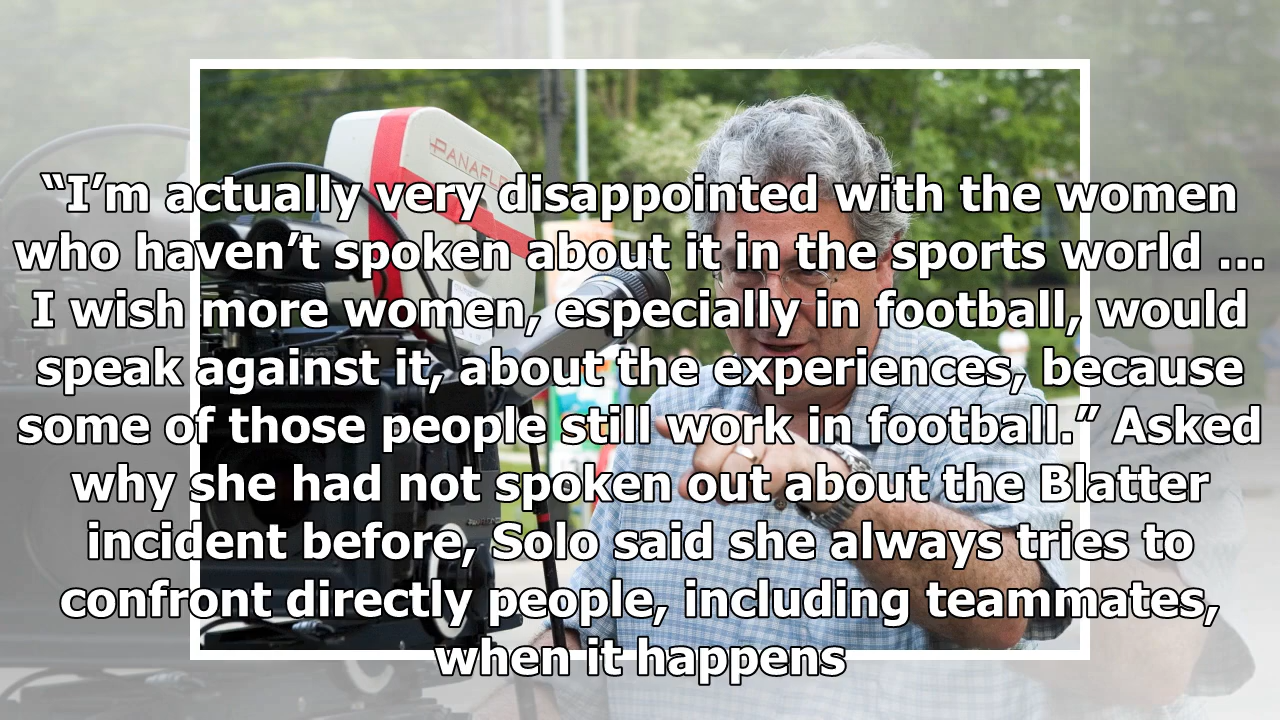 PANAFL
“I’m actually very disappointed with the women
who haven’t spoken about it in the sports world ...
I wish more women, especially in football, would
speak against it, about the experiences, because
some of those people still work in football.” Asked
why she had not spoken out about the Blatter
incident before, Solo said she always tries to
confront directly people, including teammates,
when it happens